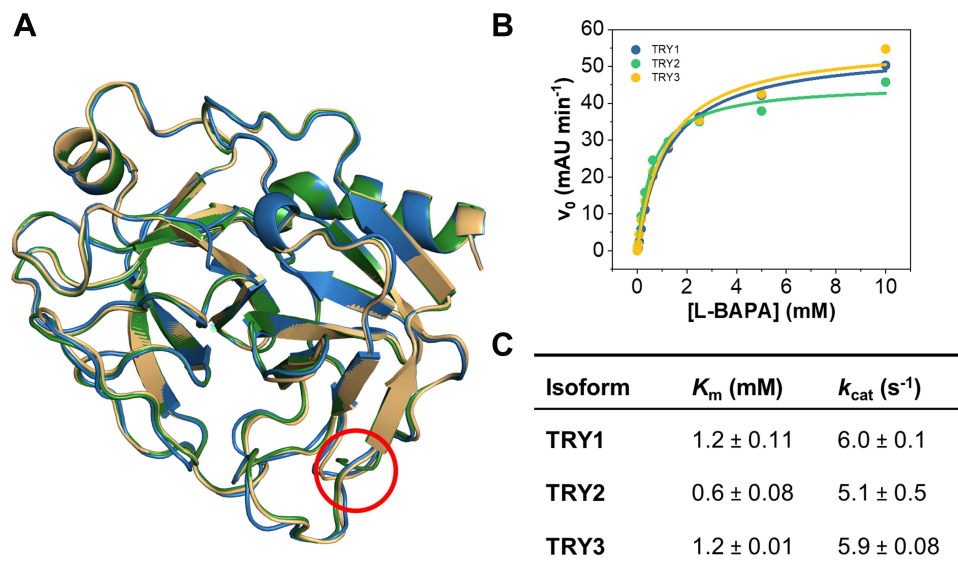 A
B
TRY1
TRY2
TRY3
v₀ (mAU min⁻¹)
60
50
40
30
20
10
0
0 2 4 6 8 10
[L-BAPA] (mM)
C
Isoform Kₘ (mM) k_cat (s⁻¹)
TRY1 1.2 ± 0.11 6.0 ± 0.1
TRY2 0.6 ± 0.08 5.1 ± 0.5
TRY3 1.2 ± 0.01 5.9 ± 0.08